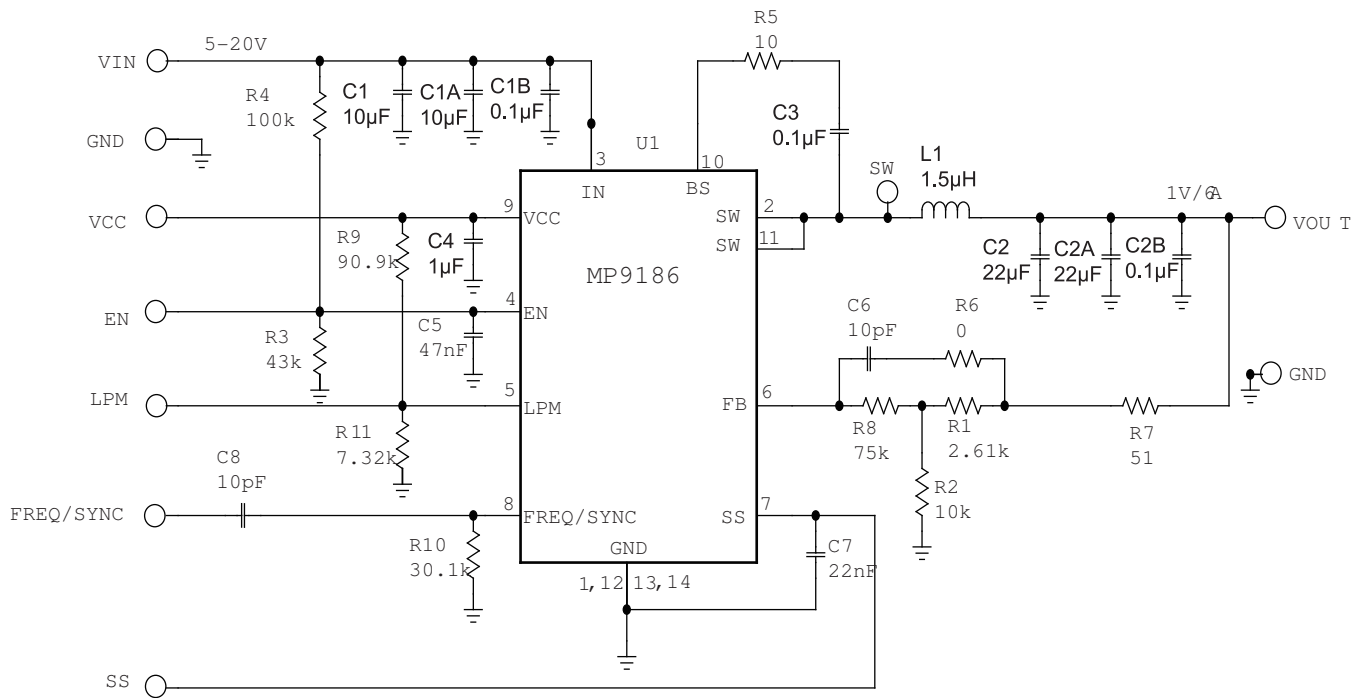 R5
10
VIN
5-20V
R4
100k
C1
10µF
C1A
10µF
C1B
0.1µF
C3
0.1µF
GND
U1
3
10
IN
BS
SW
L1
1.5µH
1V/6A
VOUT
VCC
9
VCC
SW
2
SW
11
R9
90.9k
C4
1µF
MP9186
C2
22µF
C2A
22µF
C2B
0.1µF
EN
4
EN
R3
43k
C5
47nF
C6
10pF
R6
0
GND
LPM
5
LPM
FB
6
R11
7.32k
R8
75k
R1
2.61k
R7
51
C8
10pF
R2
10k
FREQ/SYNC
8
FREQ/SYNC
SS
7
R10
30.1k
GND
1,12
13,14
C7
22nF
SS